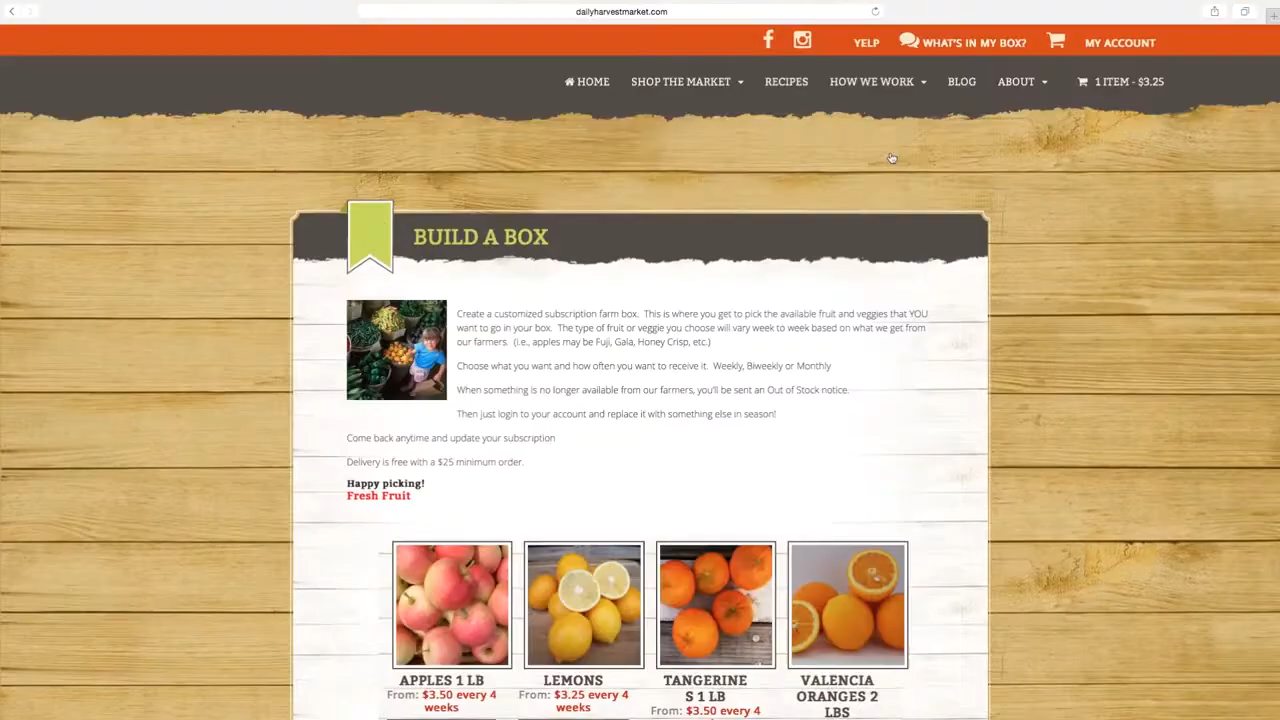 dailyharvestmarket.com
YELP WHAT'S IN MY BOX? MY ACCOUNT
HOME SHOP THE MARKET RECIPES HOW WE WORK BLOG ABOUT 1 ITEM - $3.25
BUILD A BOX
Create a customized subscription farm box. This is where you get to pick the available fruit and veggies that YOU
want to go in your box. The type of fruit or veggie you choose will vary week to week based on what we get from
our farmers. (i.e., apples may be Fuji, Gala, Honey Crisp, etc.)
Choose what you want and how often you want to receive it. Weekly, Biweekly or Monthly
When something is no longer available from our farmers, you'll be sent an Out of Stock notice.
Then just login to your account and replace it with something else in season!
Come back anytime and update your subscription
Delivery is free with a $25 minimum order.
Happy picking!
Fresh Fruit
APPLES 1 LB
From: $3.50 every 4
weeks
LEMONS
From: $3.25 every 4
weeks
TANGERINE
S 1 LB
From: $3.50 every 4
VALENCIA
ORANGES 2
LBS